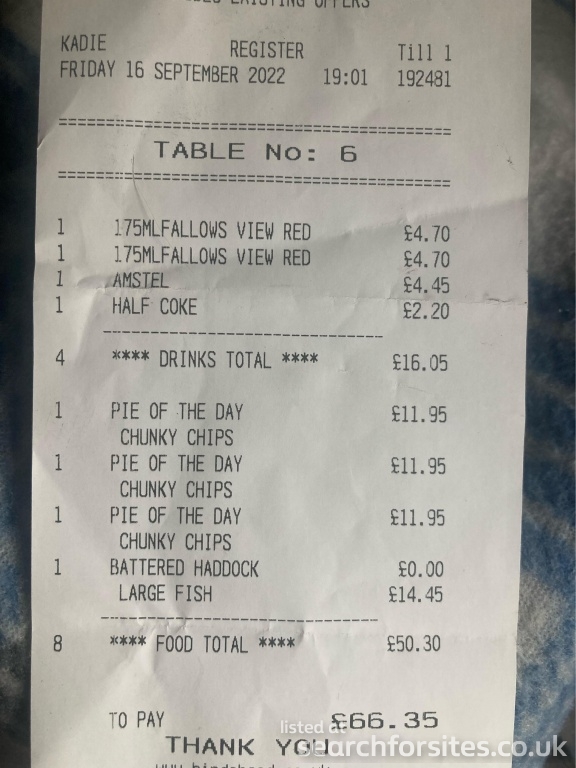 EXISTING OFFERS
KADIE REGISTER Till 1
FRIDAY 16 SEPTEMBER 2022 19:01 192481
TABLE No: 6
1 175MLFALLOWS VIEW RED £4.70
1 175MLFALLOWS VIEW RED £4.70
1 AMSTEL £4.45
1 HALF COKE £2.20
4 **** DRINKS TOTAL **** £16.05
1 PIE OF THE DAY £11.95
CHUNKY CHIPS
1 PIE OF THE DAY £11.95
CHUNKY CHIPS
1 PIE OF THE DAY £11.95
CHUNKY CHIPS
1 BATTERED HADDOCK £0.00
LARGE FISH £14.45
8 **** FOOD TOTAL **** £50.30
TO PAY £66.35
listed at
THANK YOU
searchforsites.co.uk